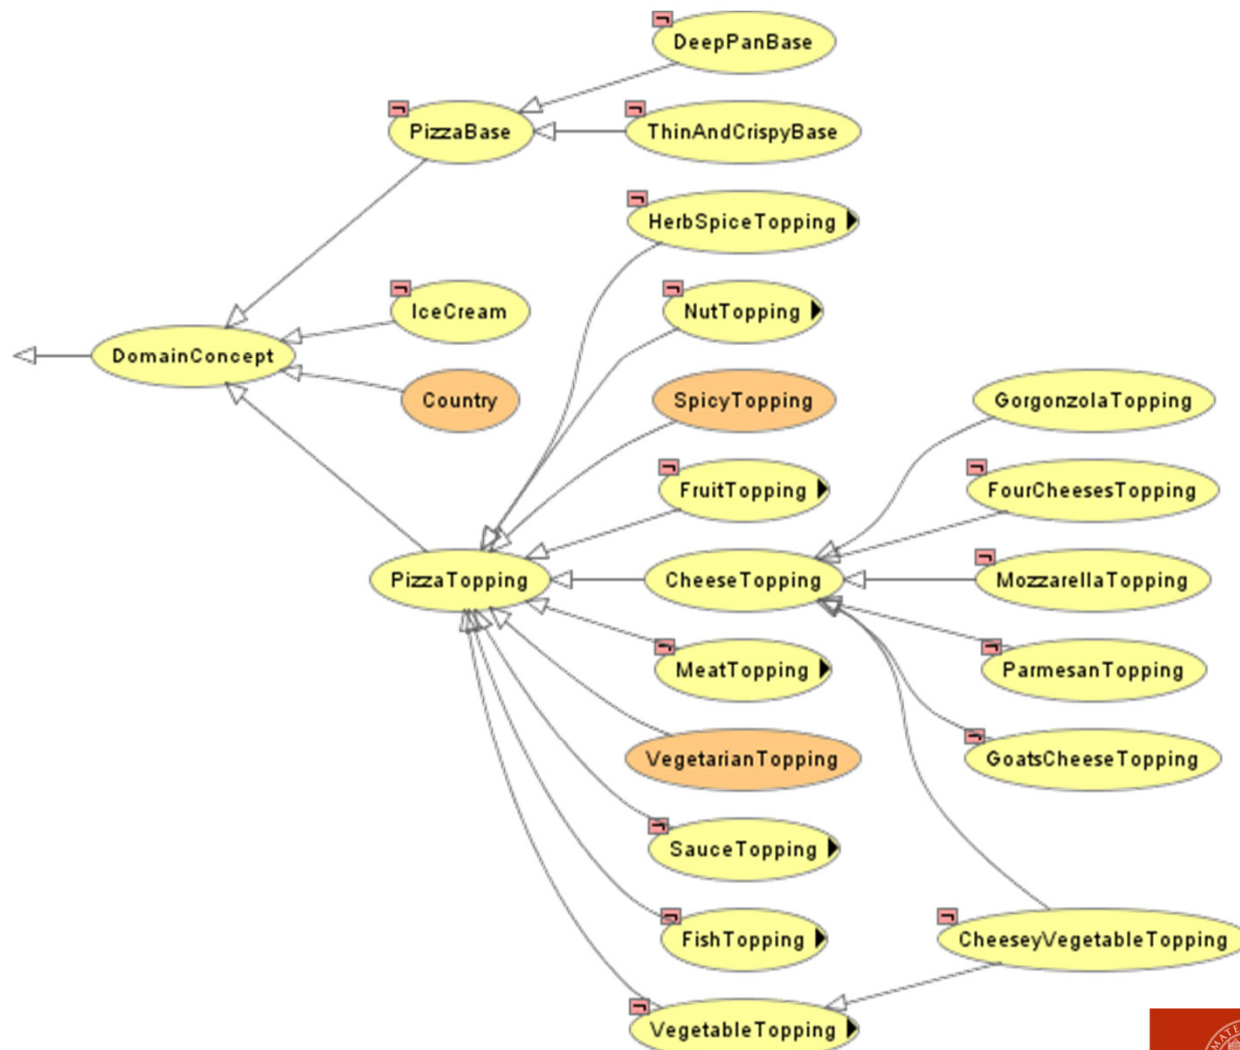 DeepPanBase
PizzaBase
ThinAndCrispyBase
HerbSpiceTopping
IceCream
NutTopping
DomainConcept
Country
SpicyTopping
GorgonzolaTopping
FruitTopping
FourCheesesTopping
PizzaTopping
CheeseTopping
MozzarellaTopping
MeatTopping
ParmesanTopping
VegetarianTopping
GoatsCheeseTopping
SauceTopping
FishTopping
CheeseyVegetableTopping
VegetableTopping